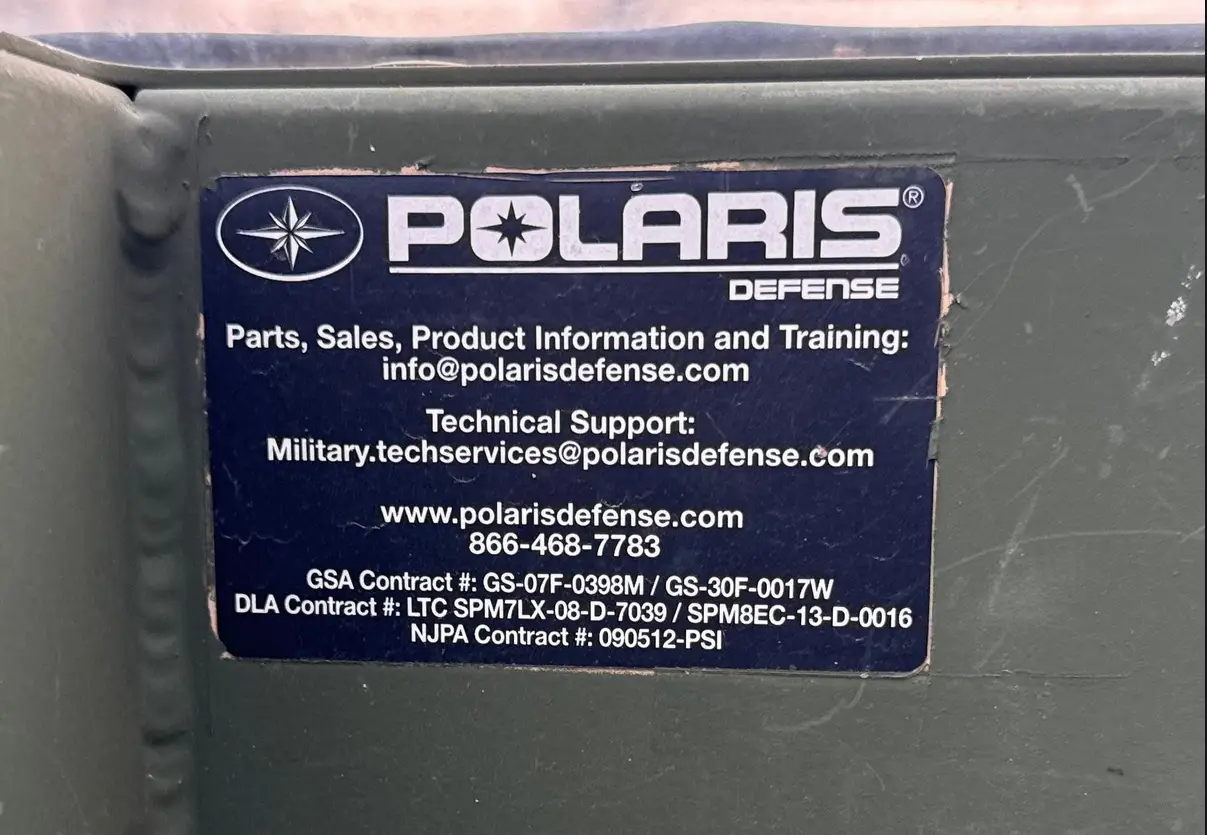 POLARIS®
DEFENSE
Parts, Sales, Product Information and Training:
info@polarisdefense.com
Technical Support:
Military.techservices@polarisdefense.com
www.polarisdefense.com
866-468-7783
GSA Contract #: GS-07F-0398M / GS-30F-0017W
DLA Contract #: LTC SPM7LX-08-D-7039 / SPM8EC-13-D-0016
NJPA Contract #: 090512-PSI